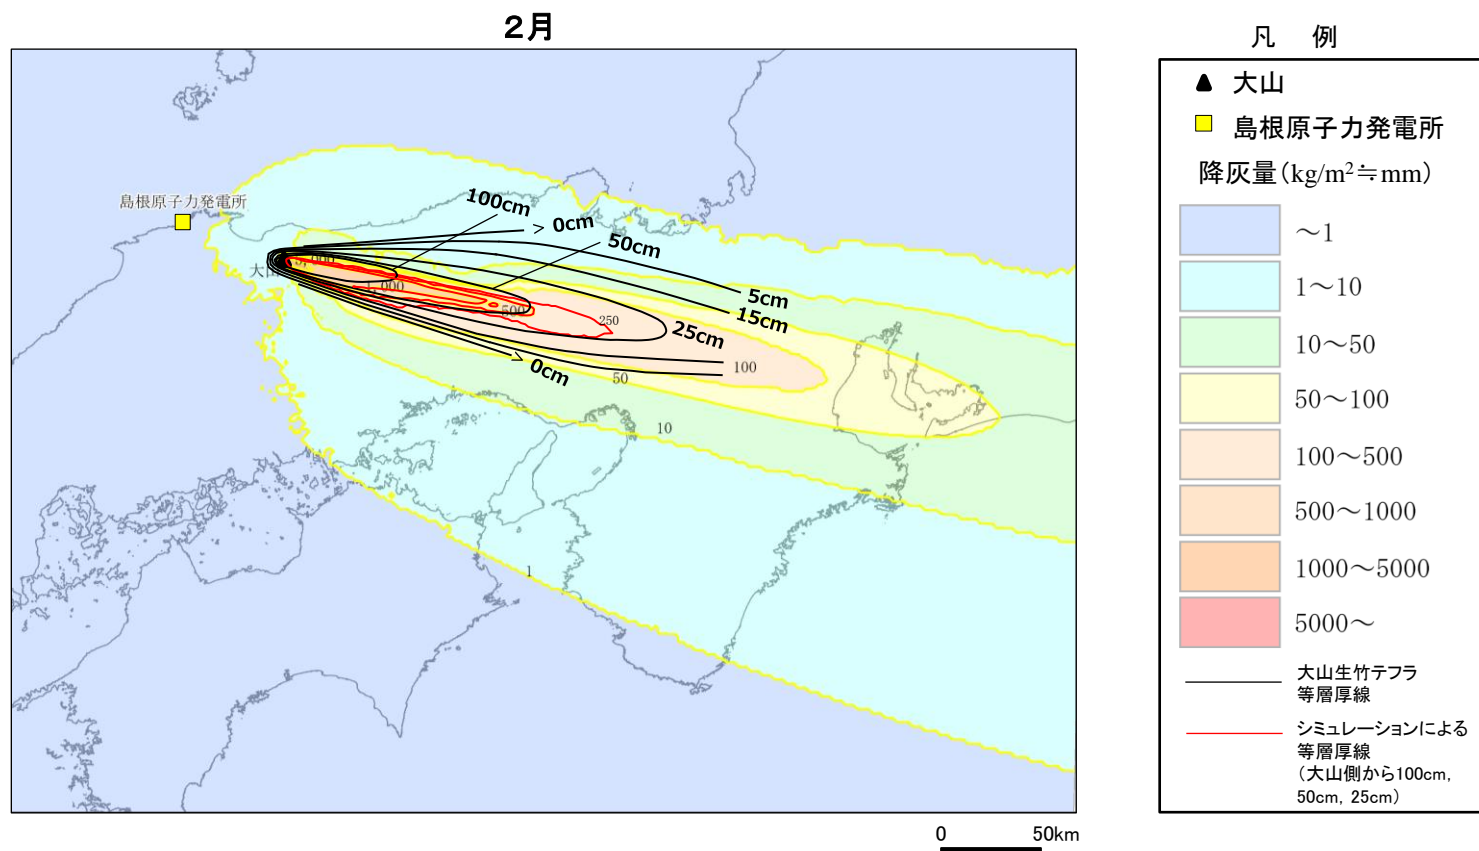 2月
凡 例
大山
島根原子力発電所
降灰量(kg/m²≒mm)
～1
1～10
10～50
50～100
100～500
500～1000
1000～5000
5000～
大山生竹テフラ
等層厚線
シミュレーションによる
等層厚線
(大山側から100cm,
50cm, 25cm)
島根原子力発電所
100cm
> 0cm
50cm
大山
5,000
1,000
500
250
5cm
15cm
25cm
> 0cm
100
50
10
1
0 50km